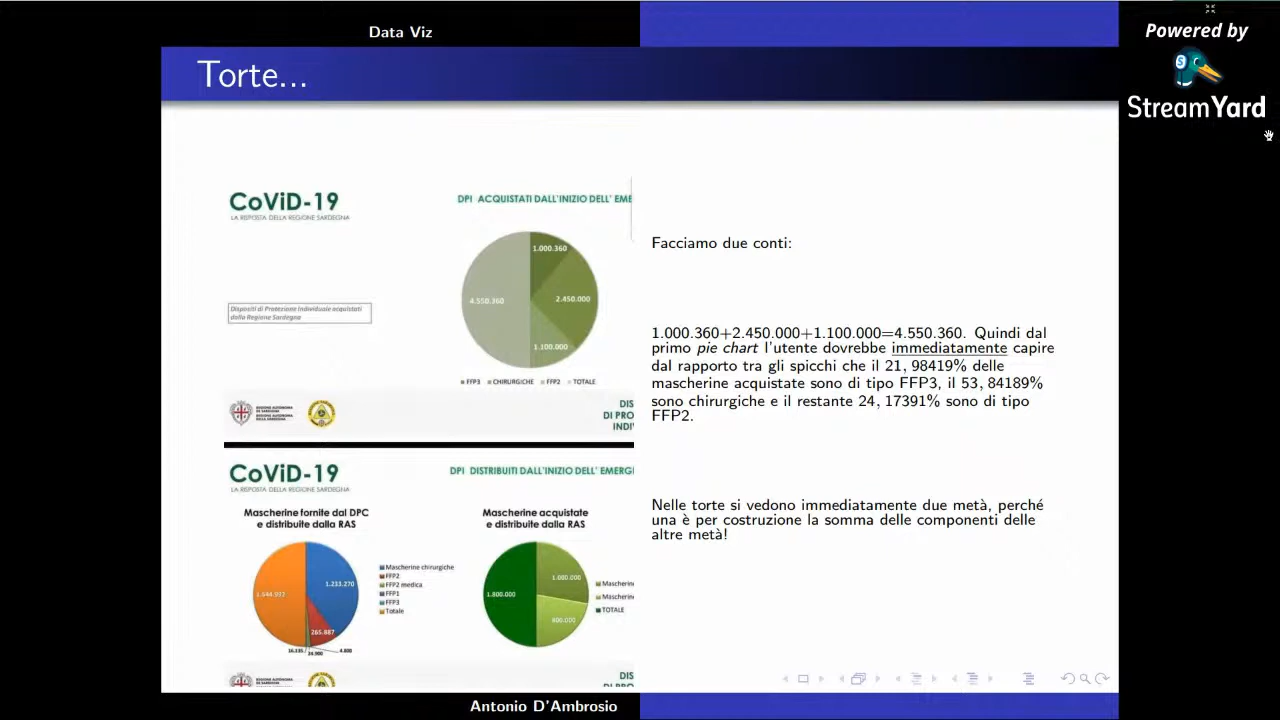 Data Viz
Powered by
StreamYard
Torte...
CoViD-19
LA RISPOSTA DELLA REGIONE SARDEGNA
DPI ACQUISTATI DALL'INIZIO DELL' EME
1.000.360
4.550.360
2.450.000
1.100.000
Dispositi di Protezione Individuale acquistati
dalla Regione Sardegna
FFP3 CHIRURGICHE FFP2 TOTALE
DIS
DI PRO
INDI
Facciamo due conti:
1.000.360+2.450.000+1.100.000=4.550.360. Quindi dal
primo pie chart l'utente dovrebbe immediatamente capire
dal rapporto tra gli spicchi che il 21, 98419% delle
mascherine acquistate sono di tipo FFP3, il 53, 84189%
sono chirurgiche e il restante 24, 17391% sono di tipo
FFP2.
Nelle torte si vedono immediatamente due metà, perché
una è per costruzione la somma delle componenti delle
altre metà!
CoViD-19
LA RISPOSTA DELLA REGIONE SARDEGNA
DPI DISTRIBUITI DALL'INIZIO DELL' EMERG
Mascherine fornite dal DPC
e distribuite dalla RAS
1.233.270
265.887
4.800
Mascherine chirurgiche
FFP2
FFP2 medica
FFP1
FFP3
Totale
Mascherine acquistate
e distribuite dalla RAS
1.800.000
1.000.000
800.000
Mascherin
Mascherin
TOTALE
DIS
Antonio D'Ambrosio